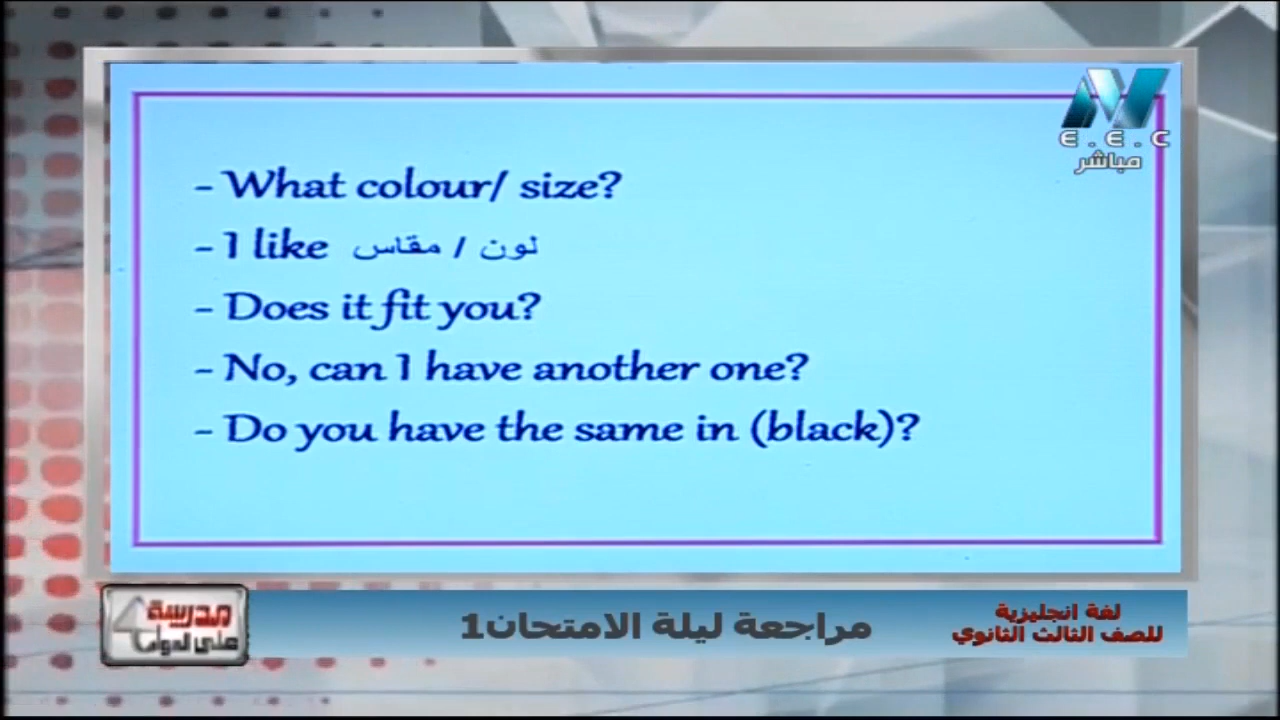 E.E.C
مباشر
- What colour/ size?
- I like لون / مقاس
- Does it fit you?
- No, can I have another one?
- Do you have the same in (black)?
لغة انجليزية
للصف الثالث الثانوي
مراجعة ليلة الامتحان1
مدرسة
على الهواء